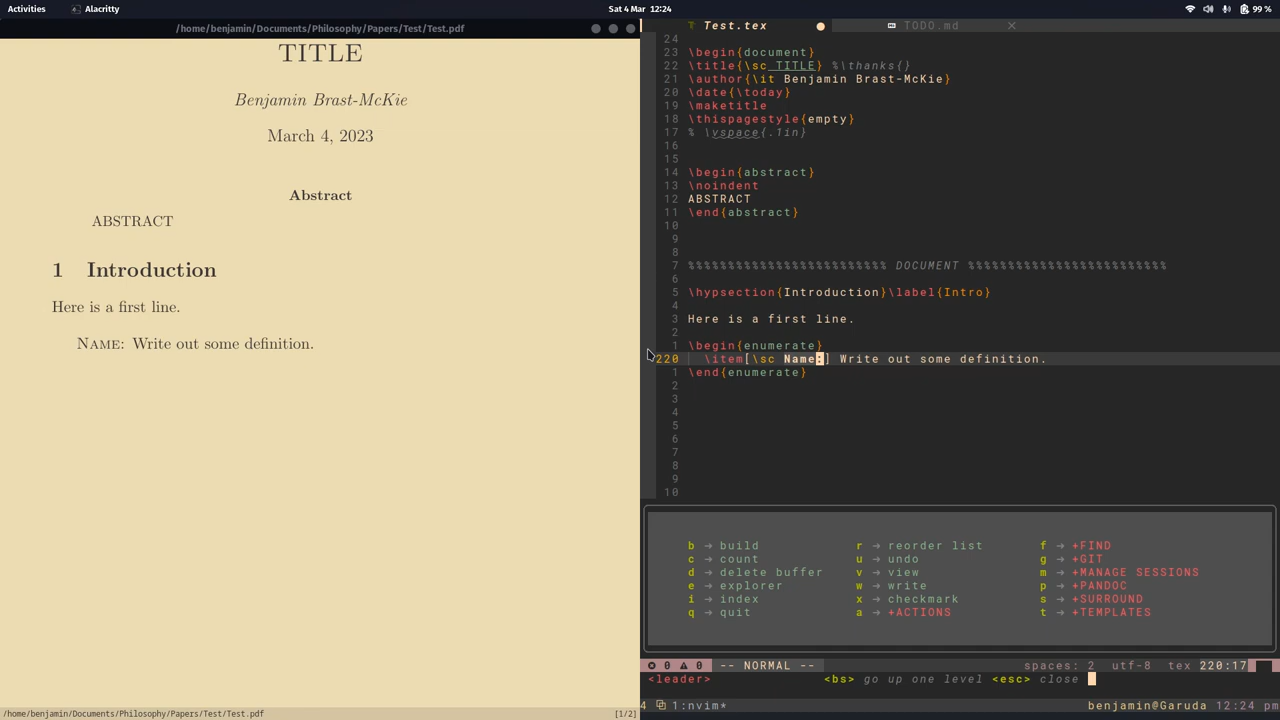 Activities Alacritty Sat 4 Mar 12:24 99 %
/home/benjamin/Documents/Philosophy/Papers/Test/Test.pdf
TITLE
Benjamin Brast-McKie
March 4, 2023
Abstract
ABSTRACT
1 Introduction
Here is a first line.
NAME: Write out some definition.
/home/benjamin/Documents/Philosophy/Papers/Test/Test.pdf [1/2]
Test.tex TODO.md
24
23 \begin{document}
22 \title{\sc TITLE} %\thanks{}
21 \author{\it Benjamin Brast-McKie}
20 \date{\today}
19 \maketitle
18 \thispagestyle{empty}
17 % \vspace{.1in}
16
15
14 \begin{abstract}
13 \noindent
12 ABSTRACT
11 \end{abstract}
10
9
8
7 %%%%%%%%%%%%%%%%%%%%%%%%% DOCUMENT %%%%%%%%%%%%%%%%%%%%%%%%%
6
5 \hypsection{Introduction}\label{Intro}
4
3 Here is a first line.
2
1 \begin{enumerate}
220 \item[\sc Name:] Write out some definition.
1 \end{enumerate}
2
3
4
5
6
7
8
9
10
b → build r → reorder list f → +FIND
c → count u → undo g → +GIT
d → delete buffer v → view m → +MANAGE SESSIONS
e → explorer w → write p → +PANDOC
i → index x → checkmark s → +SURROUND
q → quit a → +ACTIONS t → +TEMPLATES
0 0 -- NORMAL -- spaces: 2 utf-8 tex 220:17
<leader> <bs> go up one level <esc> close
4 1:nvim* benjamin@Garuda 12:24 pm